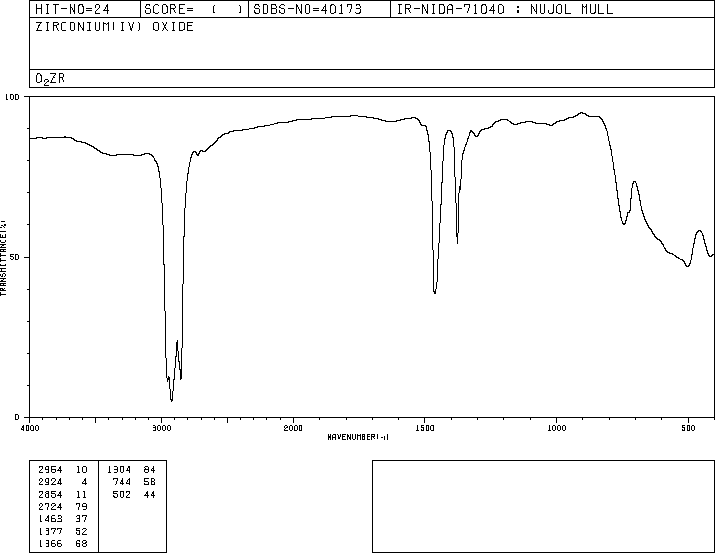 HIT-NO=24 SCORE= ( ) SDBS-NO=40173 IR-NIDA-71040 : NUJOL MULL
ZIRCONIUM(IV) OXIDE
O2ZR
100
50
0
TRANSMITTANCE(%)
4000 3000 2000 1500 1000 500
WAVENUMBER(-1)
2964 10 1304 84
2924 4 744 58
2854 11 502 44
2724 79
1463 37
1377 52
1366 68